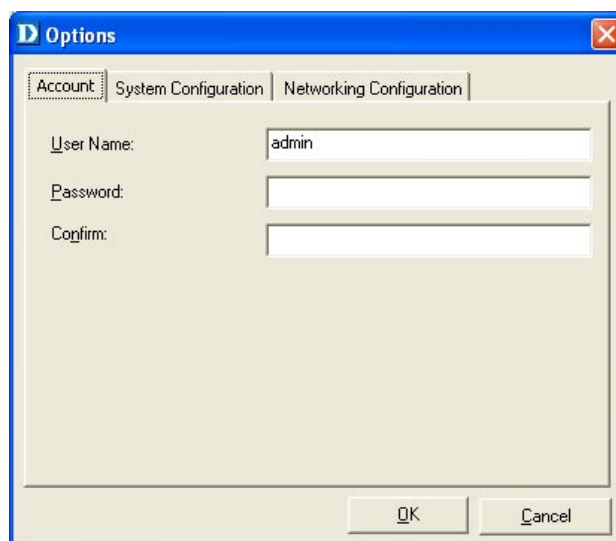 D Options
Account System Configuration Networking Configuration
User Name: admin
Password:
Confirm:
OK Cancel